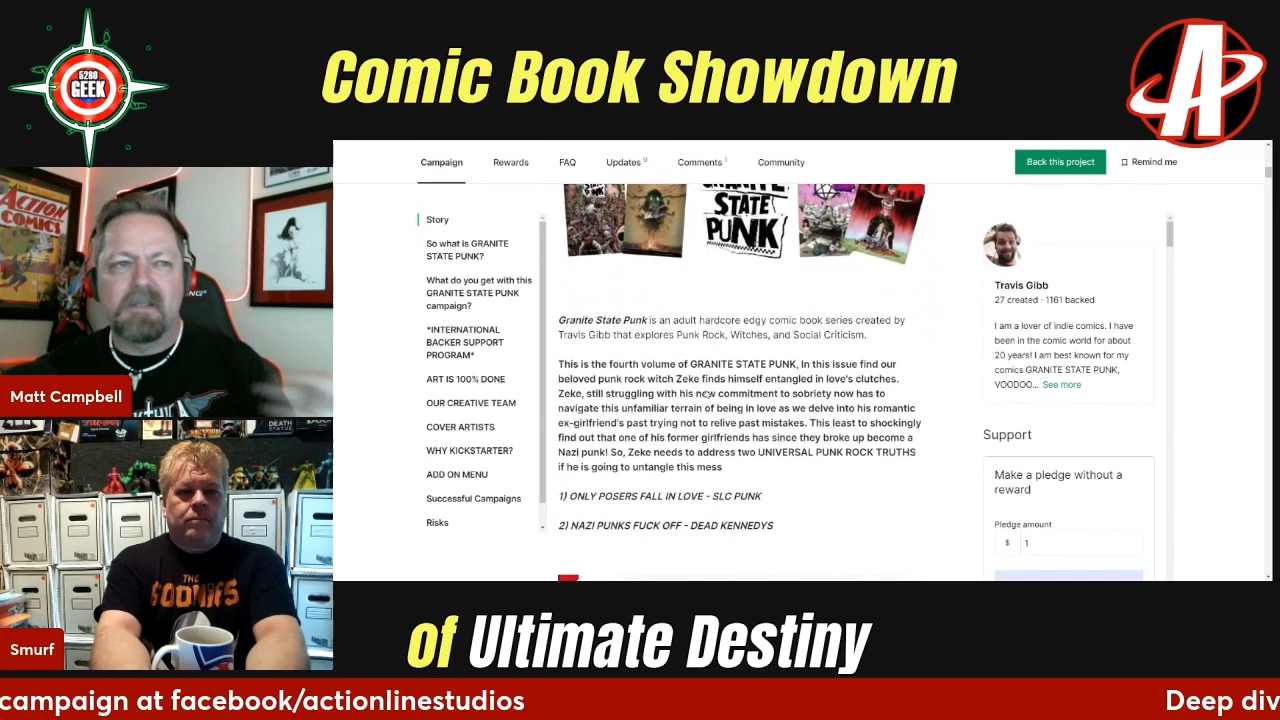 5280
GEEK
Comic Book Showdown
A
ACTION
COMICS
Matt Campbell
THE
GOONIES
Smurf
DEATH
STATUE
Campaign
Rewards
FAQ
Updates 0
Comments 1
Community
Back this project
Remind me
Story
So what is GRANITE
STATE PUNK?
What do you get with this
GRANITE STATE PUNK
campaign?
*INTERNATIONAL
BACKER SUPPORT
PROGRAM*
ART IS 100% DONE
OUR CREATIVE TEAM
COVER ARTISTS
WHY KICKSTARTER?
ADD ON MENU
Successful Campaigns
Risks
GRANITE
STATE
PUNK
Granite State Punk is an adult hardcore edgy comic book series created by
Travis Gibb that explores Punk Rock, Witches, and Social Criticism.
This is the fourth volume of GRANITE STATE PUNK, In this issue find our
beloved punk rock witch Zeke finds himself entangled in love's clutches.
Zeke, still struggling with his new commitment to sobriety now has to
navigate this unfamiliar terrain of being in love as we delve into his romantic
ex-girlfriend's past trying not to relive past mistakes. This least to shockingly
find out that one of his former girlfriends has since they broke up become a
Nazi punk! So, Zeke needs to address two UNIVERSAL PUNK ROCK TRUTHS
if he is going to untangle this mess
1) ONLY POSERS FALL IN LOVE - SLC PUNK
2) NAZI PUNKS FUCK OFF - DEAD KENNEDYS
Travis Gibb
27 created · 1161 backed
I am a lover of indie comics. I have
been in the comic world for about
20 years! I am best known for my
comics GRANITE STATE PUNK,
VOODOO... See more
Support
Make a pledge without a
reward
Pledge amount
$ 1
of Ultimate Destiny
campaign at facebook/actionlinestudios
Deep div